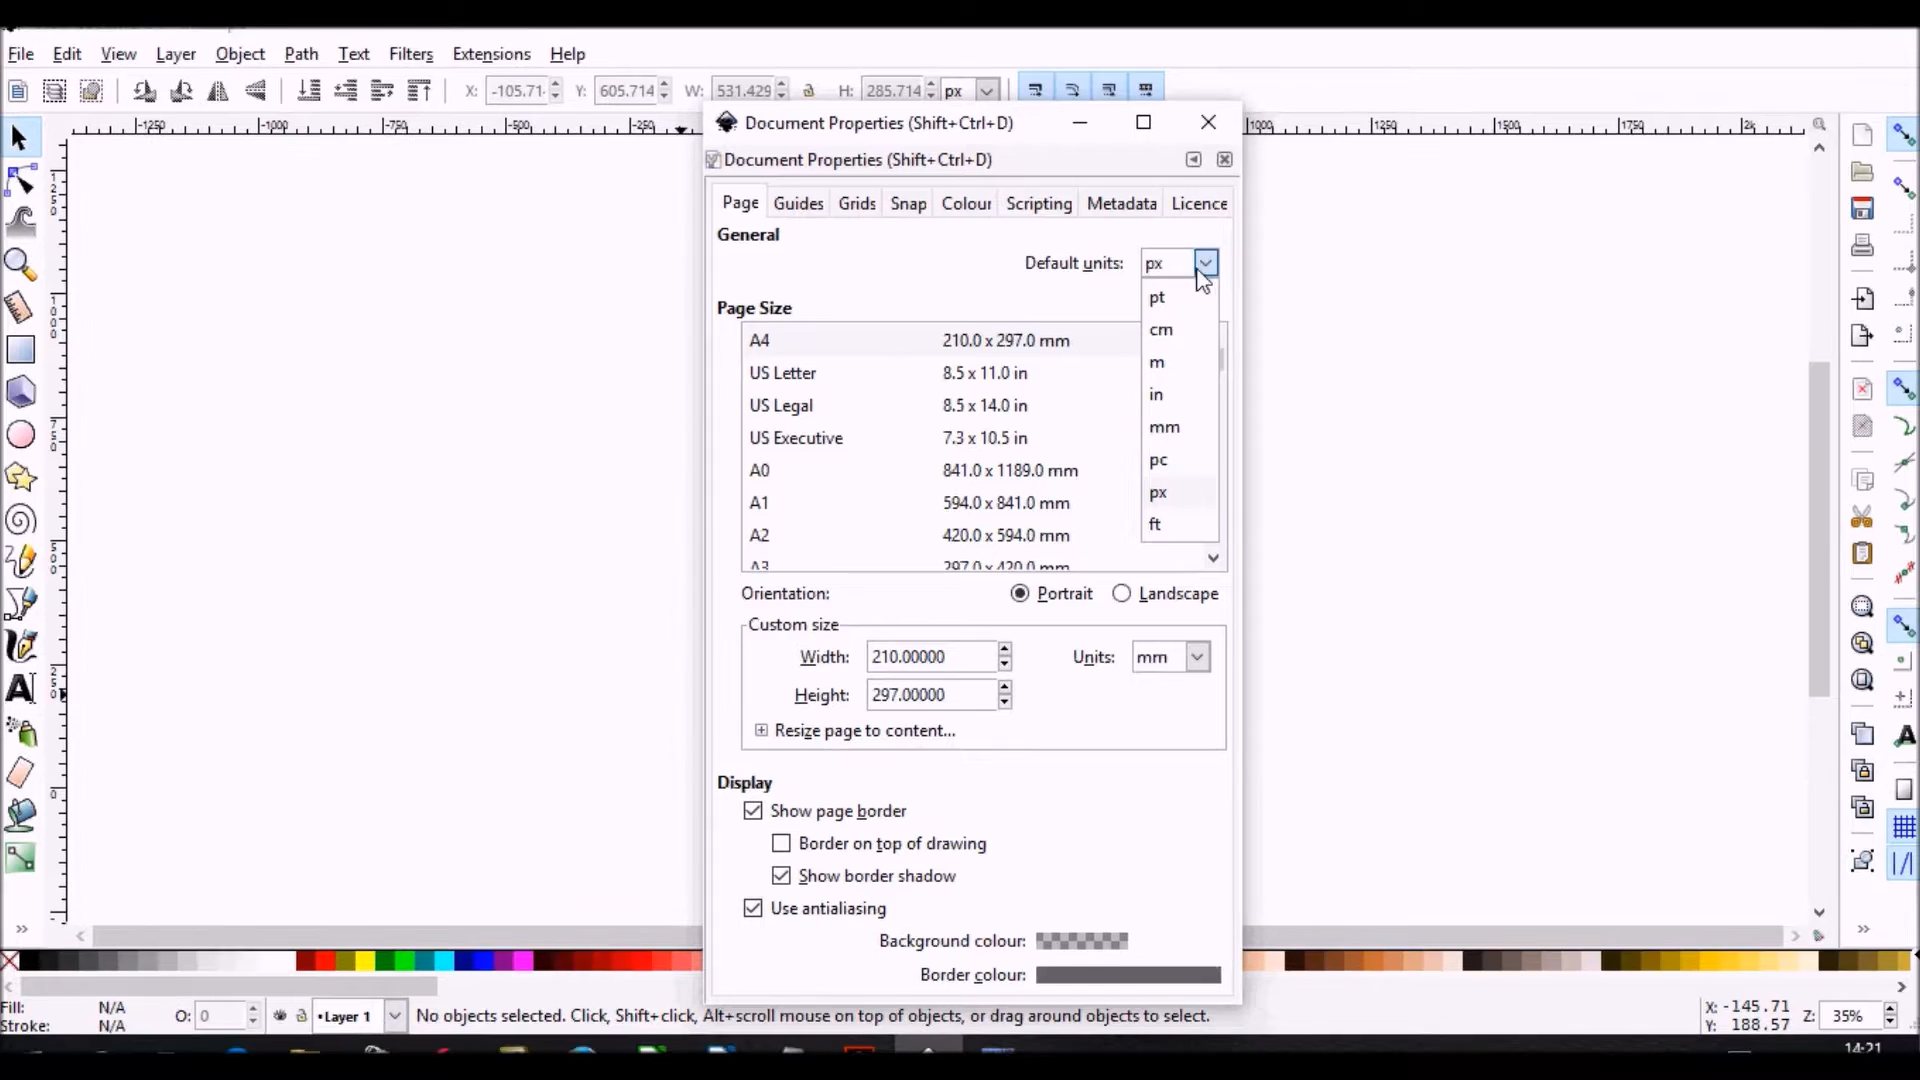 File Edit View Layer Object Path Text Filters Extensions Help
X: -105.71 Y: 605.714 W: 531.429 H: 285.714 px
-1250 -1000 -750 -500 -250 1000 1250 1500 1750 2k
Document Properties (Shift+Ctrl+D)
Document Properties (Shift+Ctrl+D)
Page Guides Grids Snap Colour Scripting Metadata Licence
General
Default units: px
pt
cm
m
in
mm
pc
px
ft
Page Size
A4 210.0 x 297.0 mm
US Letter 8.5 x 11.0 in
US Legal 8.5 x 14.0 in
US Executive 7.3 x 10.5 in
A0 841.0 x 1189.0 mm
A1 594.0 x 841.0 mm
A2 420.0 x 594.0 mm
A3 297.0 x 420.0 mm
Orientation: Portrait Landscape
Custom size
Width: 210.00000 Units: mm
Height: 297.00000
Resize page to content...
Display
Show page border
Border on top of drawing
Show border shadow
Use antialiasing
Background colour:
Border colour:
Fill: N/A
Stroke: N/A
O: 0
•Layer 1
No objects selected. Click, Shift+click, Alt+scroll mouse on top of objects, or drag around objects to select.
X: -145.71
Y: 188.57
Z: 35%
14:21